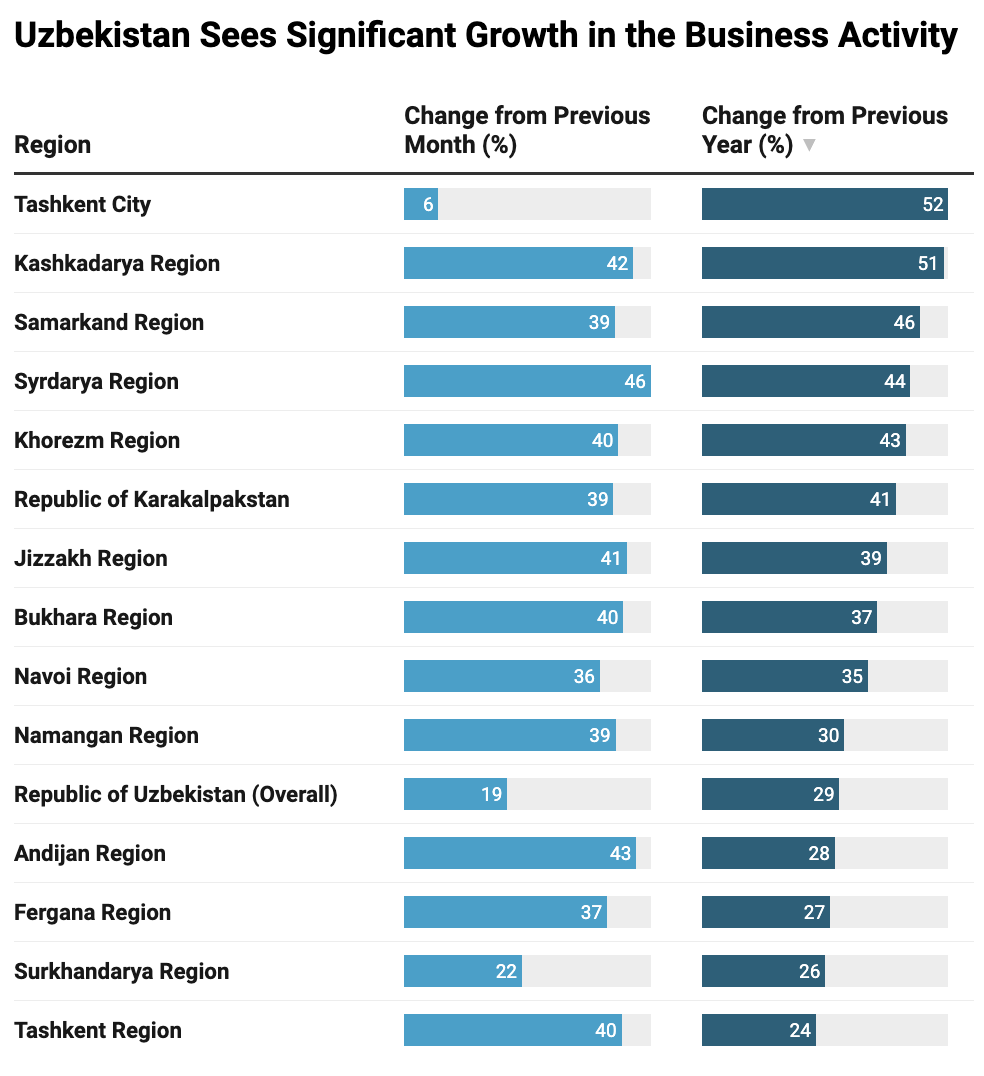 Uzbekistan Sees Significant Growth in the Business Activity
Region
Change from Previous
Month (%)
Change from Previous
Year (%) ▼
Tashkent City 6 52
Kashkadarya Region 42 51
Samarkand Region 39 46
Syrdarya Region 46 44
Khorezm Region 40 43
Republic of Karakalpakstan 39 41
Jizzakh Region 41 39
Bukhara Region 40 37
Navoi Region 36 35
Namangan Region 39 30
Republic of Uzbekistan (Overall) 19 29
Andijan Region 43 28
Fergana Region 37 27
Surkhandarya Region 22 26
Tashkent Region 40 24